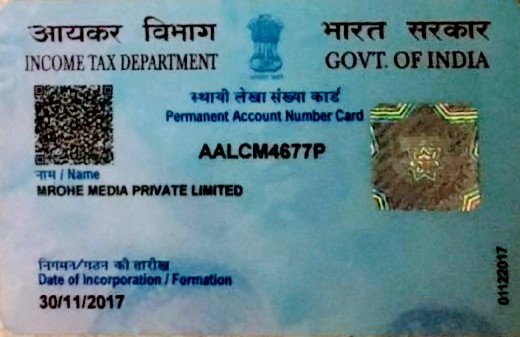 आयकर विभाग
INCOME TAX DEPARTMENT
भारत सरकार
GOVT. OF INDIA
स्थायी लेखा संख्या कार्ड
Permanent Account Number Card
AALCM4677P
नाम / Name
MROHE MEDIA PRIVATE LIMITED
निगमन/गठन की तारीख
Date of Incorporation / Formation
30/11/2017
01122017